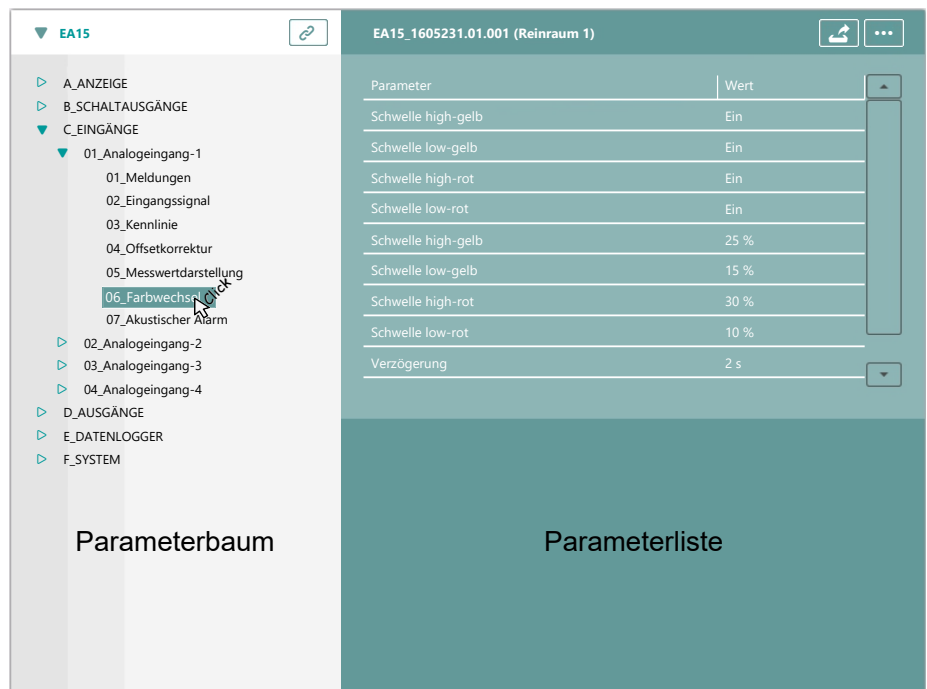 EA15
EA15_1605231.01.001 (Reinraum 1)
A_ANZEIGE
B_SCHALTAUSGÄNGE
C_EINGÄNGE
01_Analogeingang-1
01_Meldungen
02_Eingangssignal
03_Kennlinie
04_Offsetkorrektur
05_Messwertdarstellung
06_Farbwechsel
Click
07_Akustischer Alarm
02_Analogeingang-2
03_Analogeingang-3
04_Analogeingang-4
D_AUSGÄNGE
E_DATENLOGGER
F_SYSTEM
Parameterbaum
Parameter Wert
Schwelle high-gelb Ein
Schwelle low-gelb Ein
Schwelle high-rot Ein
Schwelle low-rot Ein
Schwelle high-gelb 25 %
Schwelle low-gelb 15 %
Schwelle high-rot 30 %
Schwelle low-rot 10 %
Verzögerung 2 s
Parameterliste